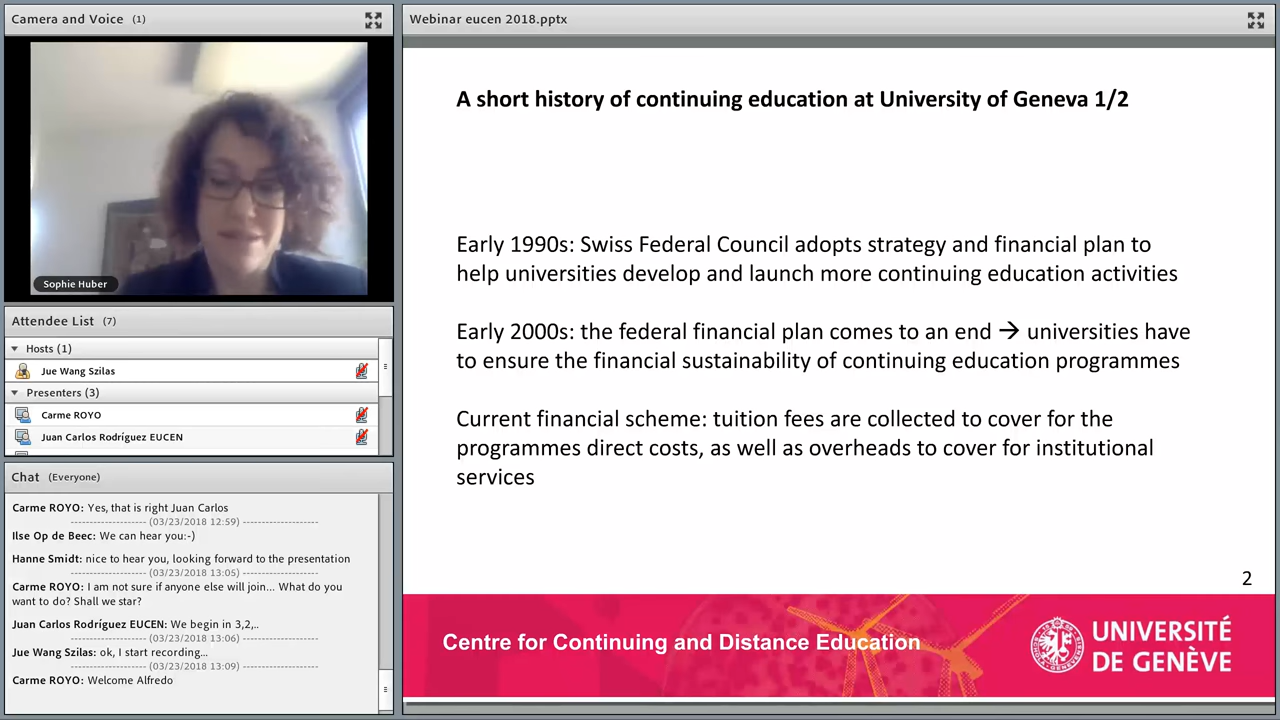 Camera and Voice (1)
Sophie Huber
Attendee List (7)
Hosts (1)
Jue Wang Szilas
Presenters (3)
Carme ROYO
Juan Carlos Rodríguez EUCEN
Chat (Everyone)
Carme ROYO: Yes, that is right Juan Carlos
-------------------- (03/23/2018 12:59) --------------------
Ilse Op de Beec: We can hear you:-)
Hanne Smidt: nice to hear you, looking forward to the presentation
-------------------- (03/23/2018 13:05) --------------------
Carme ROYO: I am not sure if anyone else will join... What do you
want to do? Shall we star?
Juan Carlos Rodríguez EUCEN: We begin in 3,2,..
-------------------- (03/23/2018 13:06) --------------------
Jue Wang Szilas: ok, I start recording...
-------------------- (03/23/2018 13:09) --------------------
Carme ROYO: Welcome Alfredo
Webinar eucen 2018.pptx
A short history of continuing education at University of Geneva 1/2
Early 1990s: Swiss Federal Council adopts strategy and financial plan to
help universities develop and launch more continuing education activities
Early 2000s: the federal financial plan comes to an end → universities have
to ensure the financial sustainability of continuing education programmes
Current financial scheme: tuition fees are collected to cover for the
programmes direct costs, as well as overheads to cover for institutional
services
2
Centre for Continuing and Distance Education
UNIVERSITÉ
DE GENÈVE